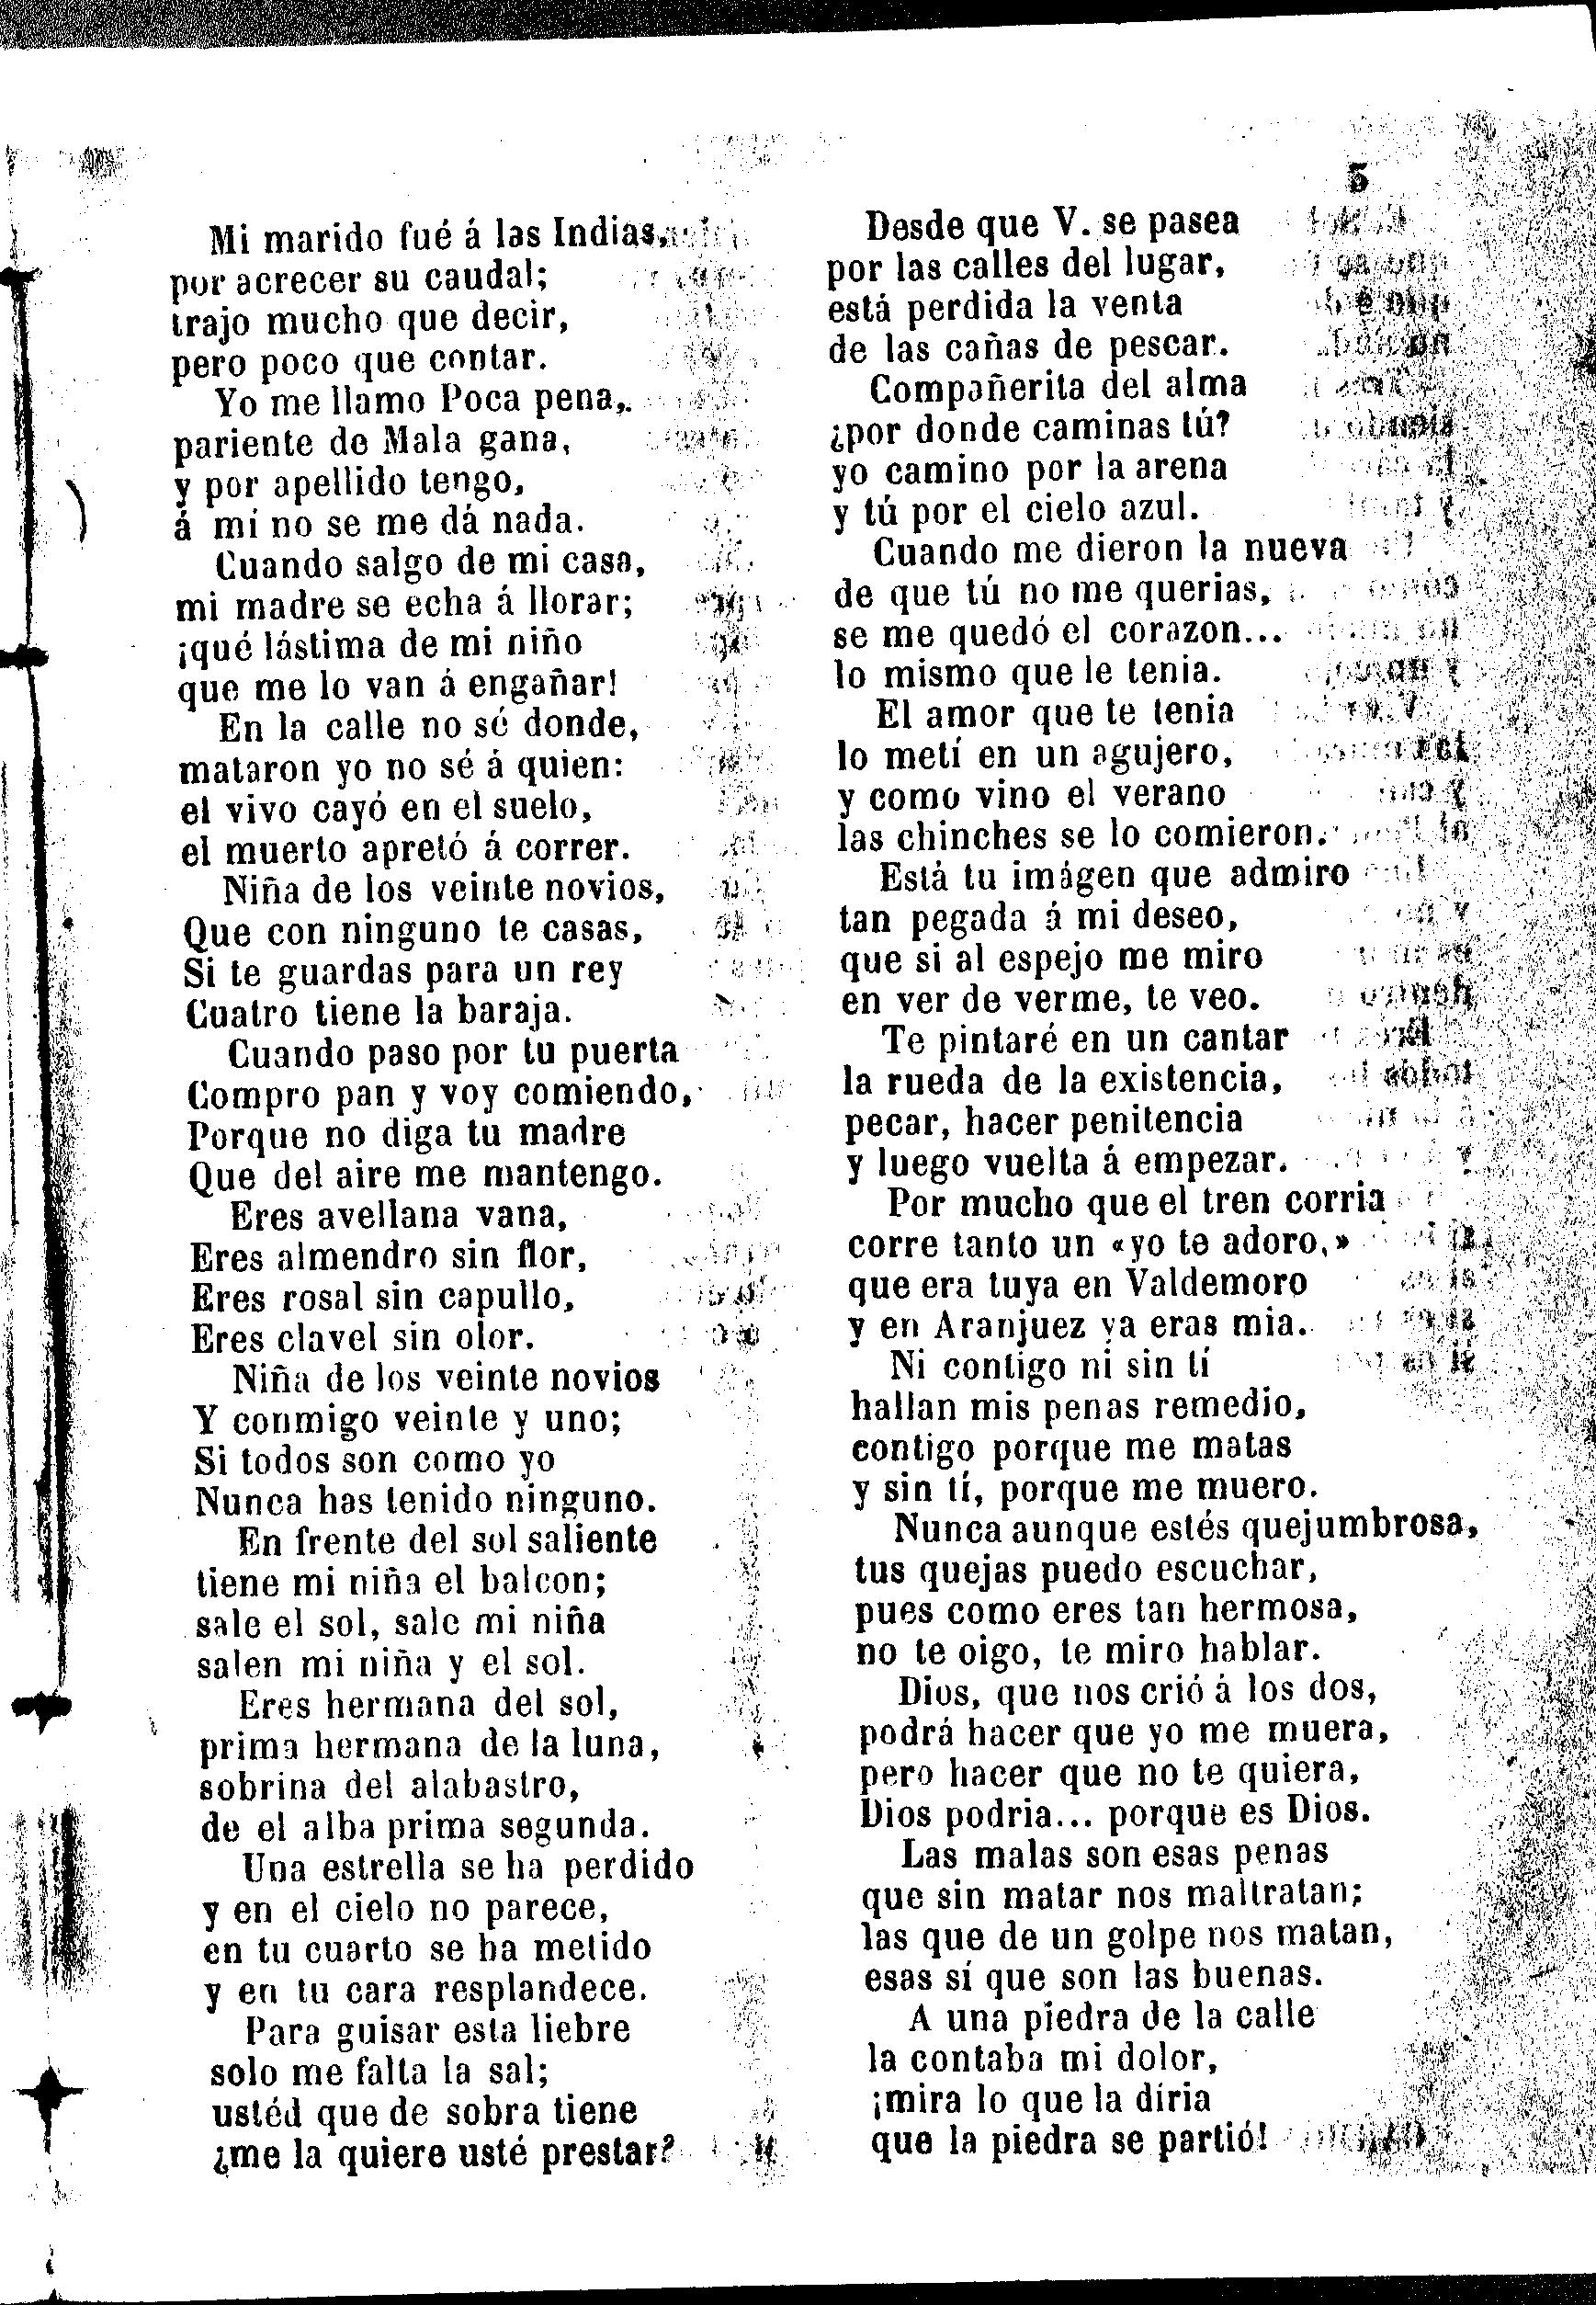 5
Mi marido fué á las Indias,
por acrecer su caudal;
trajo mucho que decir,
pero poco que contar.
Yo me llamo Poca pena,
pariente de Mala gana,
y por apellido tengo,
á mí no se me dá nada.
Cuando salgo de mi casa,
mi madre se echa á llorar;
¡qué lástima de mi niño
que me lo van á engañar!
En la calle no sé donde,
mataron yo no sé á quien:
el vivo cayó en el suelo,
el muerto apretó á correr.
Niña de los veinte novios,
Que con ninguno te casas,
Si te guardas para un rey
Cuatro tiene la baraja.
Cuando paso por tu puerta
Compro pan y voy comiendo,
Porque no diga tu madre
Que del aire me mantengo.
Eres avellana vana,
Eres almendro sin flor,
Eres rosal sin capullo,
Eres clavel sin olor.
Niña de los veinte novios
Y conmigo veinte y uno;
Si todos son como yo
Nunca has tenido ninguno.
En frente del sol saliente
tiene mi niña el balcon;
sale el sol, sale mi niña
salen mi niña y el sol.
Eres hermana del sol,
prima hermana de la luna,
sobrina del alabastro,
de el alba prima segunda.
Una estrella se ha perdido
y en el cielo no parece,
en tu cuarto se ha metido
y en tu cara resplandece.
Para guisar esta liebre
solo me falta la sal;
ustéd que de sobra tiene
¿me la quiere usté prestar?
Desde que V. se pasea
por las calles del lugar,
está perdida la venta
de las cañas de pescar.
Compañerita del alma
¿por donde caminas tú?
yo camino por la arena
y tú por el cielo azul.
Cuando me dieron la nueva
de que tú no me querias,
se me quedó el corazon...
lo mismo que le tenia.
El amor que te tenia
lo metí en un agujero,
y como vino el verano
las chinches se lo comieron.
Está tu imágen que admiro
tan pegada á mi deseo,
que si al espejo me miro
en ver de verme, te veo.
Te pintaré en un cantar
la rueda de la existencia,
pecar, hacer penitencia
y luego vuelta á empezar.
Por mucho que el tren corria
corre tanto un «yo te adoro,»
que era tuya en Valdemoro
y en Aranjuez ya eras mia.
Ni contigo ni sin tí
hallan mis penas remedio,
contigo porque me matas
y sin tí, porque me muero.
Nunca aunque estés quejumbrosa,
tus quejas puedo escuchar,
pues como eres tan hermosa,
no te oigo, te miro hablar.
Dios, que nos crió á los dos,
podrá hacer que yo me muera,
pero hacer que no te quiera,
Dios podria... porque es Dios.
Las malas son esas penas
que sin matar nos maltratan;
las que de un golpe nos matan,
esas sí que son las buenas.
A una piedra de la calle
la contaba mi dolor,
¡mira lo que la diria
que la piedra se partió!